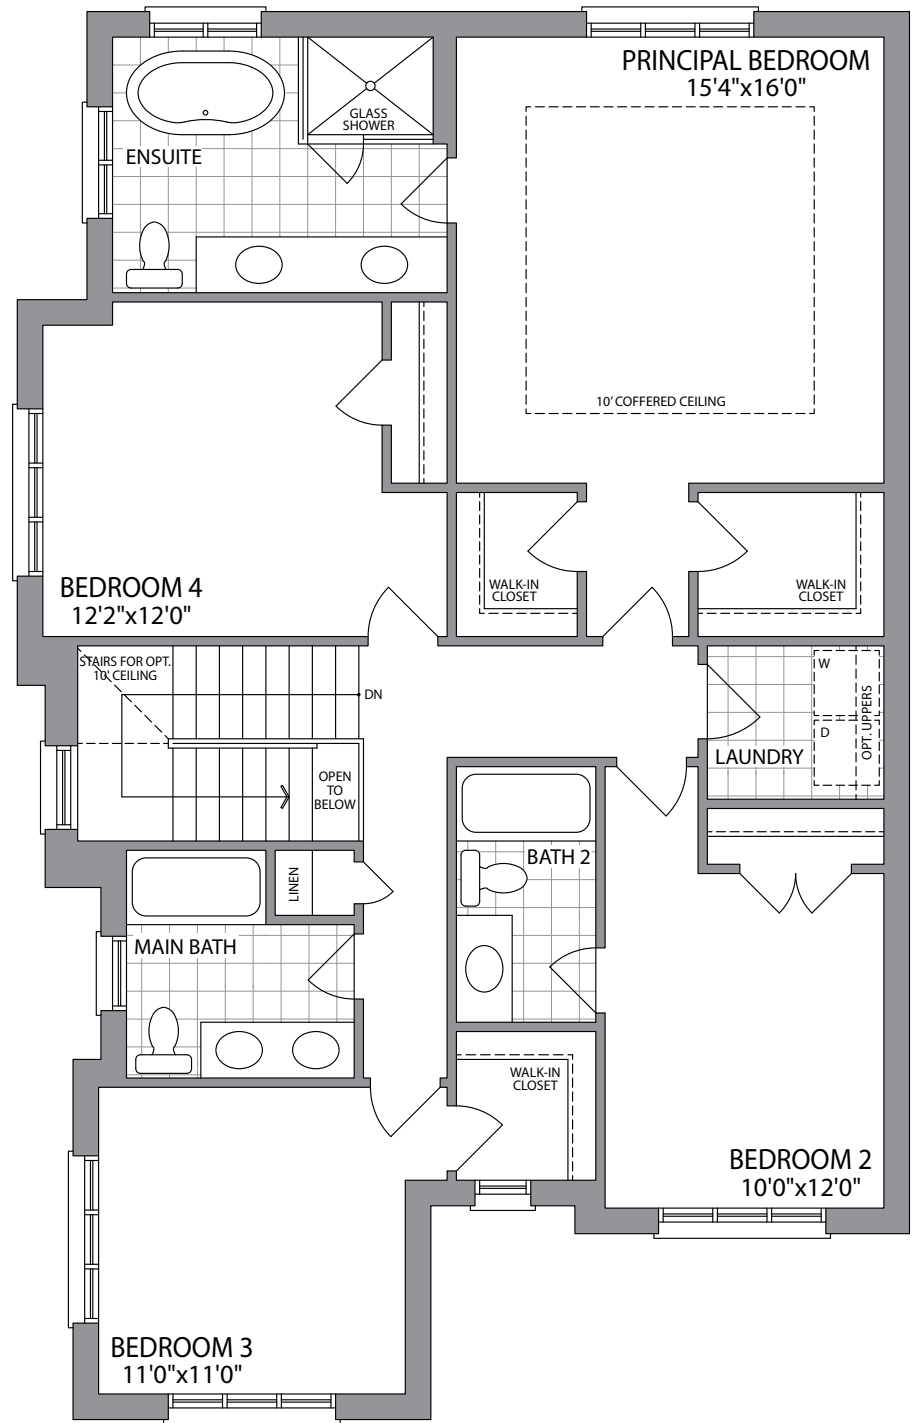 PRINCIPAL BEDROOM
15'4"x16'0"
GLASS
SHOWER
ENSUITE
10' COFFERED CEILING
WALK-IN
CLOSET
WALK-IN
CLOSET
BEDROOM 4
12'2"x12'0"
STAIRS FOR OPT.
10' CEILING
DN
W
D
OPT. UPPERS
LAUNDRY
OPEN
TO
BELOW
LINEN
BATH 2
MAIN BATH
WALK-IN
CLOSET
BEDROOM 2
10'0"x12'0"
BEDROOM 3
11'0"x11'0"